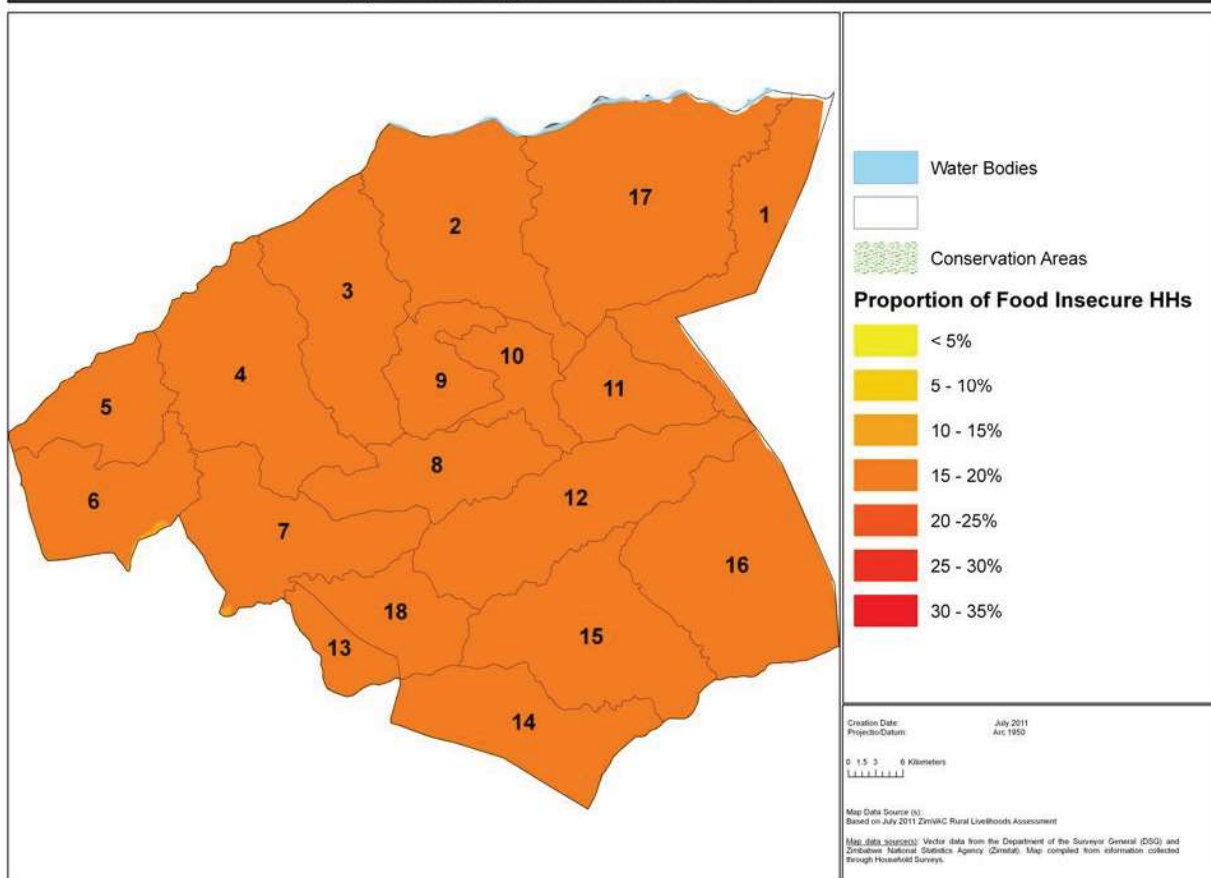 17
1
2
3
10
4
9
11
5
8
6
12
7
16
18
15
13
14
Water Bodies
Conservation Areas
Proportion of Food Insecure HHs
< 5%
5 - 10%
10 - 15%
15 - 20%
20 -25%
25 - 30%
30 - 35%
Creation Date: July 2011
Projectio/Datum: Arc 1950
0 1.5 3 6 Kilometers
Map Data Source (s):
Based on July 2011 ZimVAC Rural Livelihoods Assessment
Map data source(s): Vector data from the Department of the Surveyor General (DSG) and
Zimbabwe National Statistics Agency (Zimstat). Map compiled from information collected
through Household Surveys.